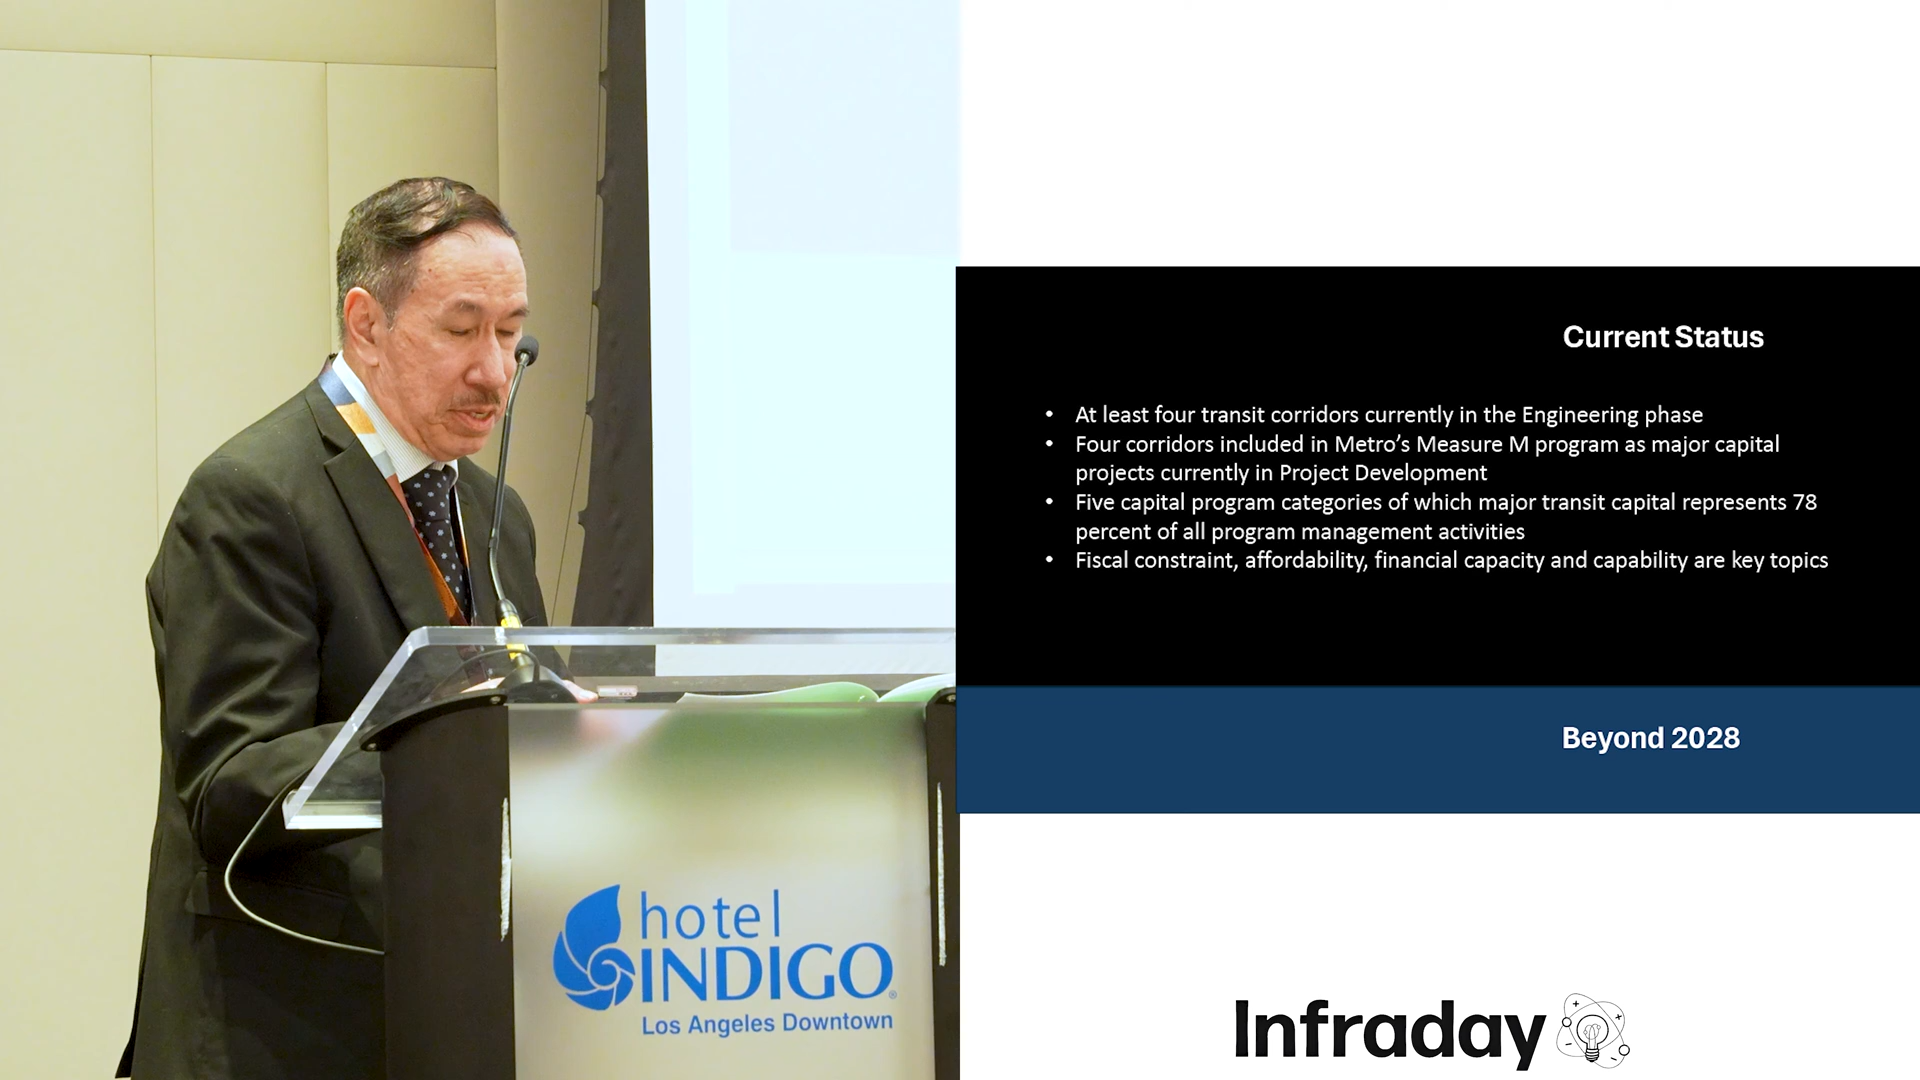 hotel
INDIGO®
Los Angeles Downtown
Current Status
• At least four transit corridors currently in the Engineering phase
• Four corridors included in Metro’s Measure M program as major capital
projects currently in Project Development
• Five capital program categories of which major transit capital represents 78
percent of all program management activities
• Fiscal constraint, affordability, financial capacity and capability are key topics
Beyond 2028
Infraday